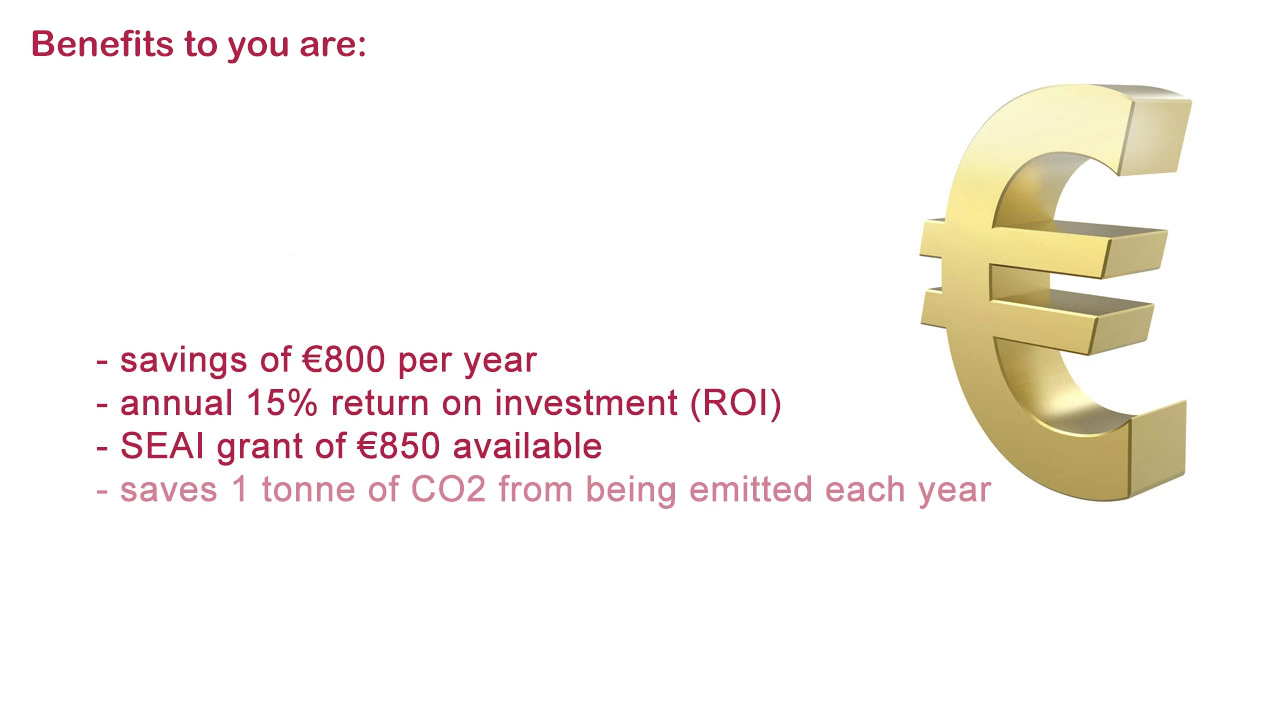 Benefits to you are:
- savings of €800 per year
- annual 15% return on investment (ROI)
- SEAI grant of €850 available
- saves 1 tonne of CO2 from being emitted each year
€